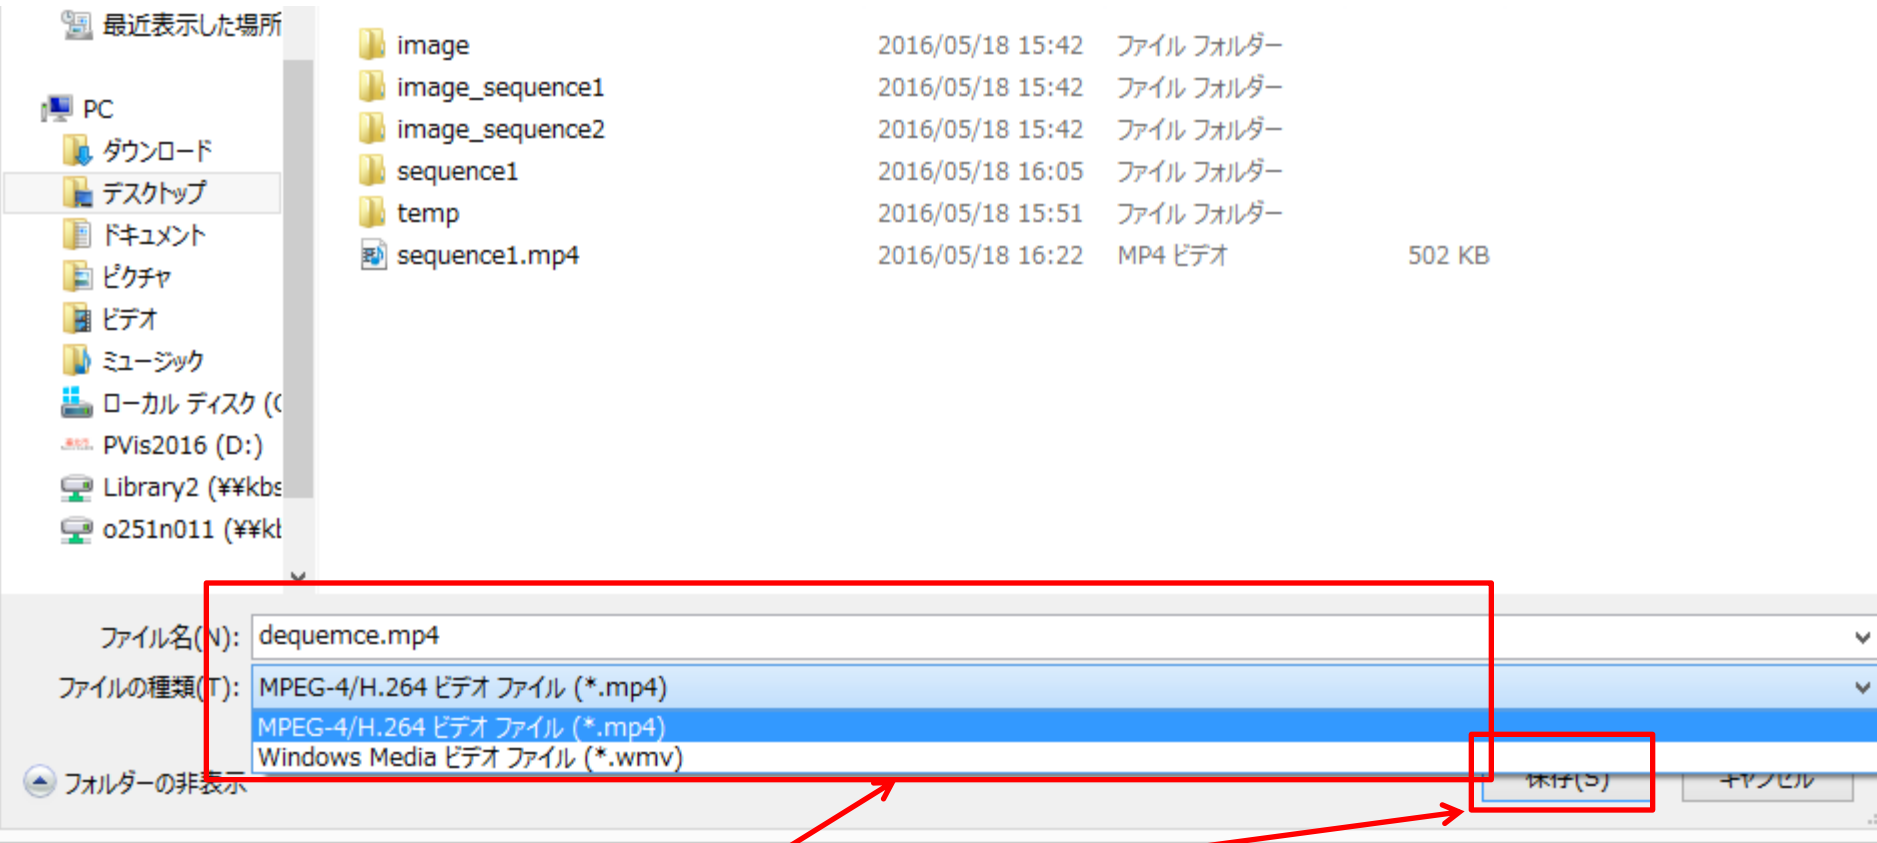 最近表示した場所
PC
ダウンロード
デスクトップ
ドキュメント
ピクチャ
ビデオ
ミュージック
ローカル ディスク (C
PVis2016 (D:)
Library2 (¥¥kbs
o251n011 (¥¥kb
image 2016/05/18 15:42 ファイル フォルダー
image_sequence1 2016/05/18 15:42 ファイル フォルダー
image_sequence2 2016/05/18 15:42 ファイル フォルダー
sequence1 2016/05/18 16:05 ファイル フォルダー
temp 2016/05/18 15:51 ファイル フォルダー
sequence1.mp4 2016/05/18 16:22 MP4 ビデオ 502 KB
ファイル名(N): dequemce.mp4
ファイルの種類(T): MPEG-4/H.264 ビデオ ファイル (*.mp4)
MPEG-4/H.264 ビデオ ファイル (*.mp4)
Windows Media ビデオ ファイル (*.wmv)
フォルダーの非表示 保存(S) キャンセル